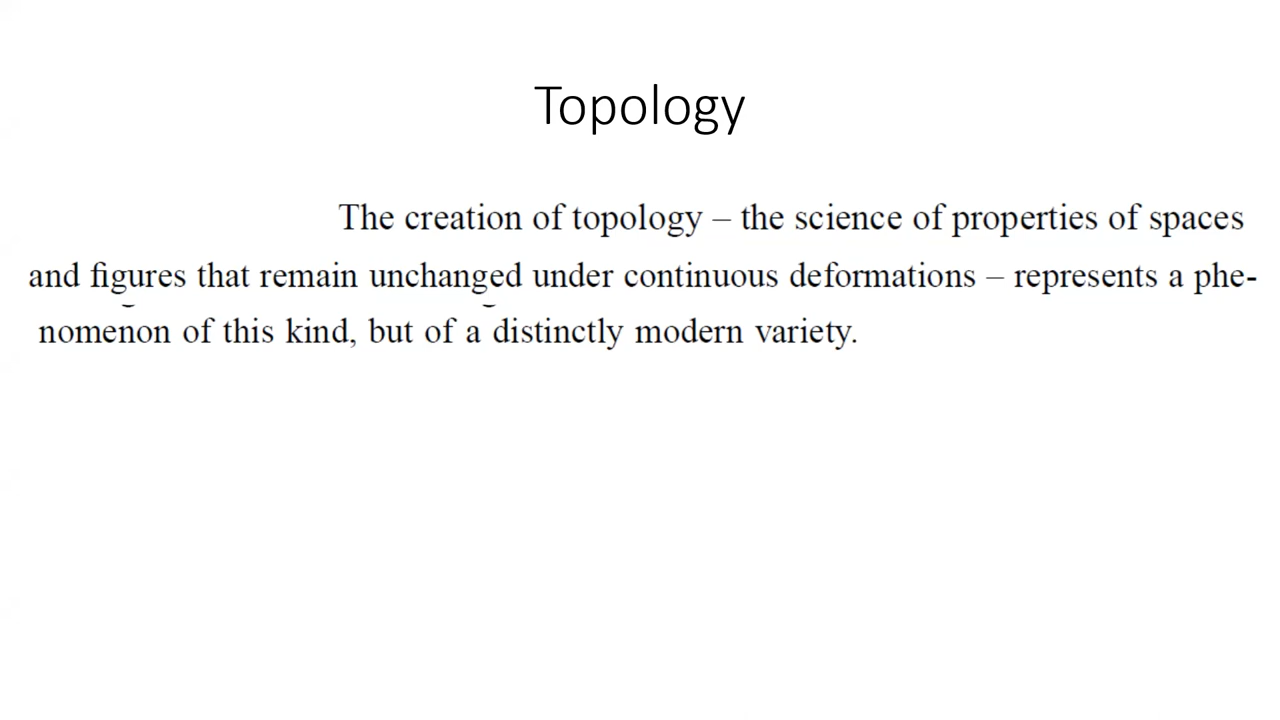 Topology
The creation of topology – the science of properties of spaces
and figures that remain unchanged under continuous deformations – represents a phe-
nomenon of this kind, but of a distinctly modern variety.